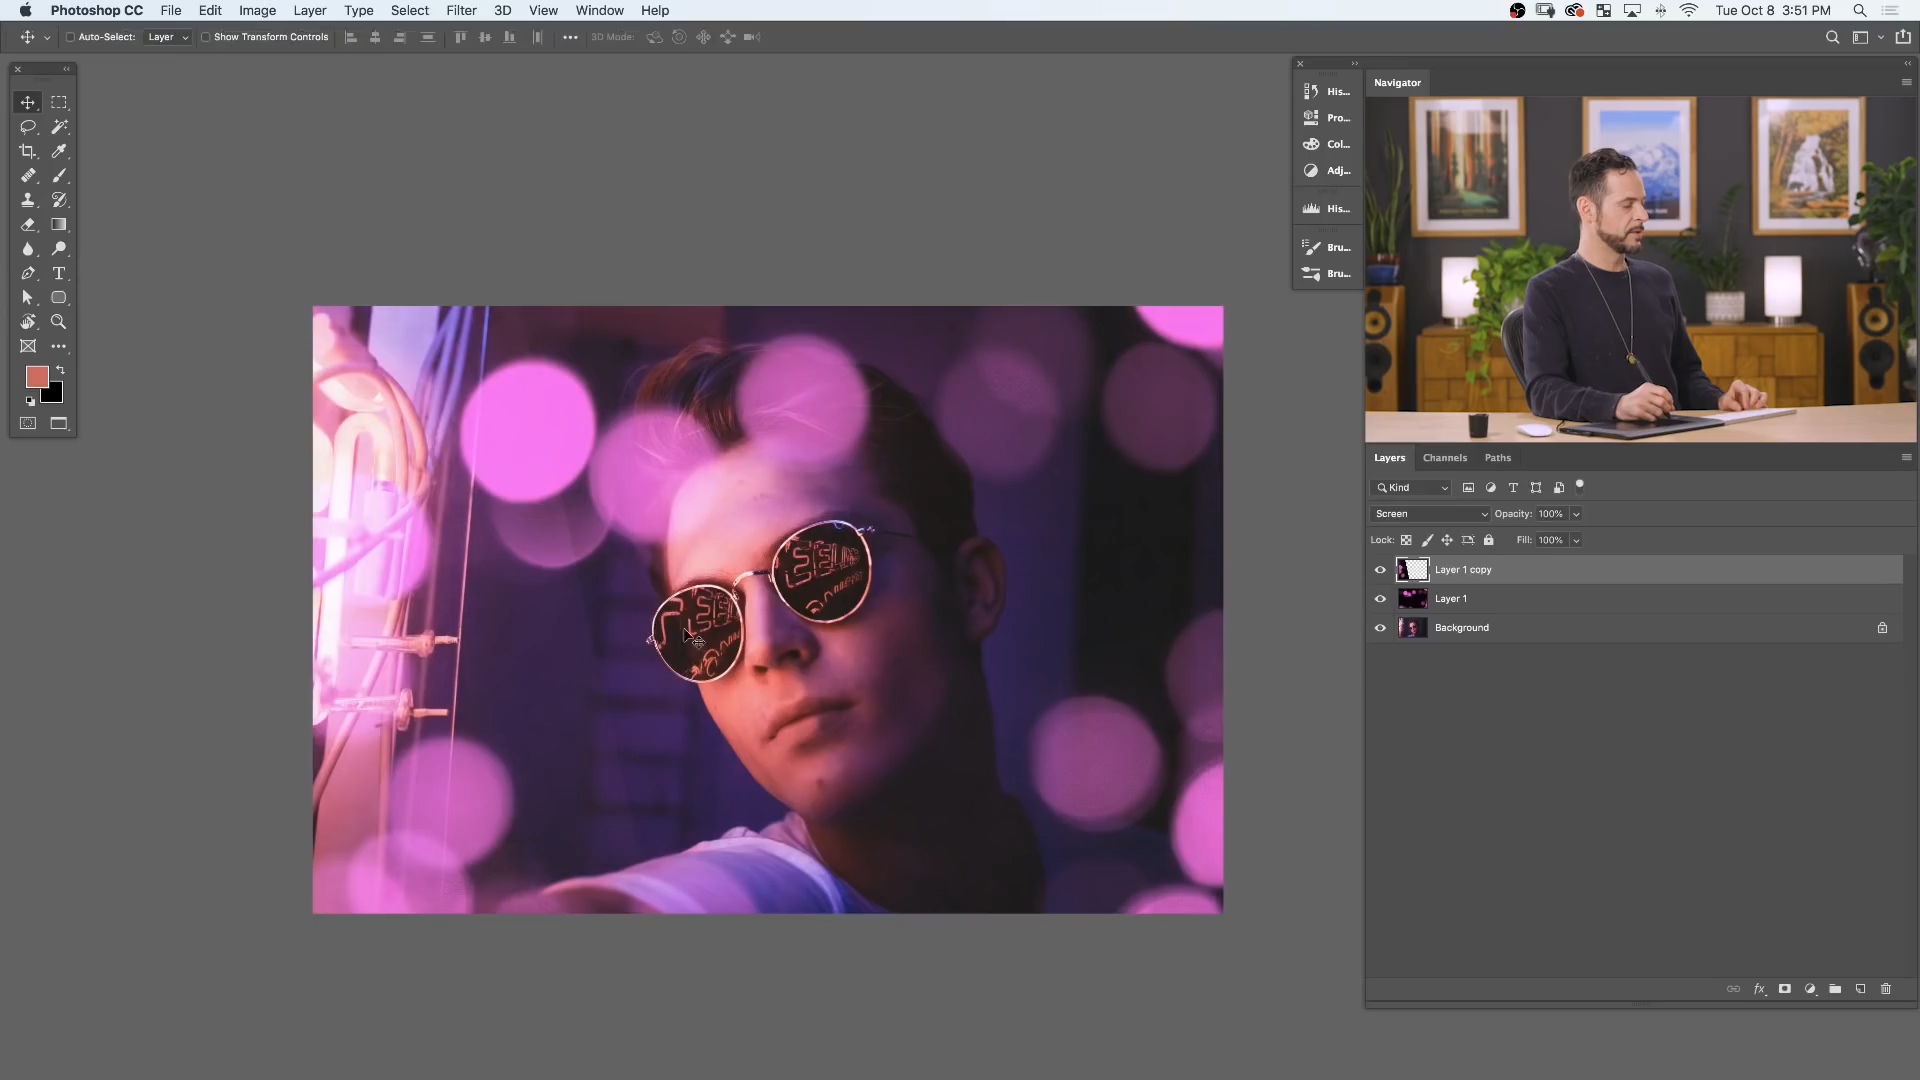 Photoshop CC File Edit Image Layer Type Select Filter 3D View Window Help Tue Oct 8 3:51 PM
Auto-Select: Layer Show Transform Controls 3D Mode:
Navigator
His...
Pro...
Col...
Adj...
His...
Bru...
Bru...
Layers Channels Paths
Kind
Screen Opacity: 100%
Lock: Fill: 100%
Layer 1 copy
Layer 1
Background
fx